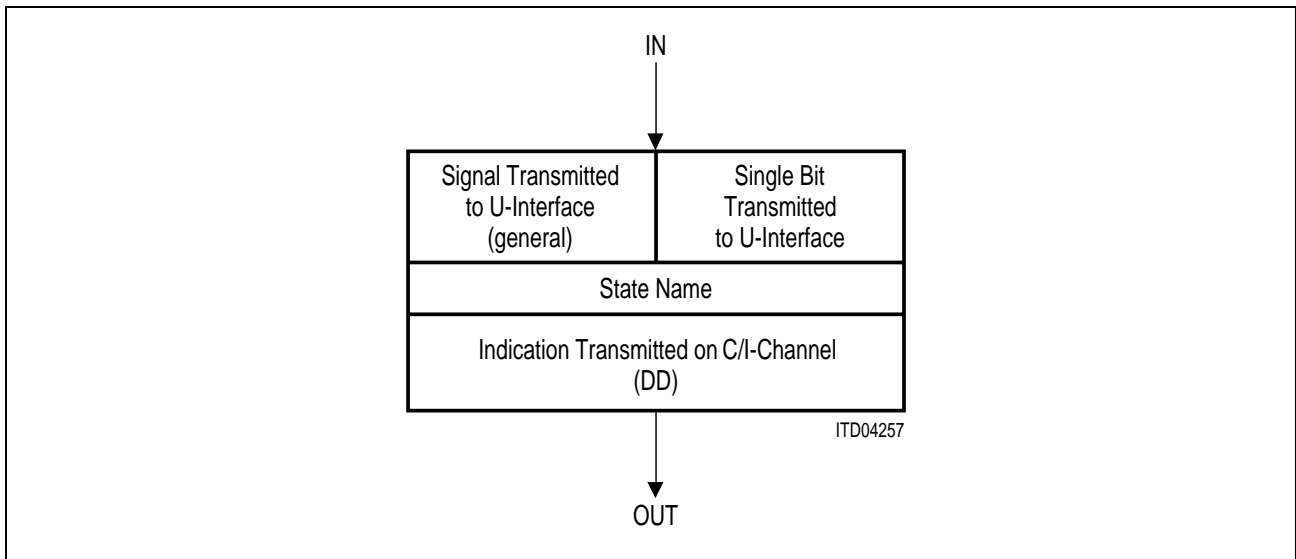 IN
Signal Transmitted
to U-Interface
(general)
Single Bit
Transmitted
to U-Interface
State Name
Indication Transmitted on C/I-Channel
(DD)
ITD04257
OUT